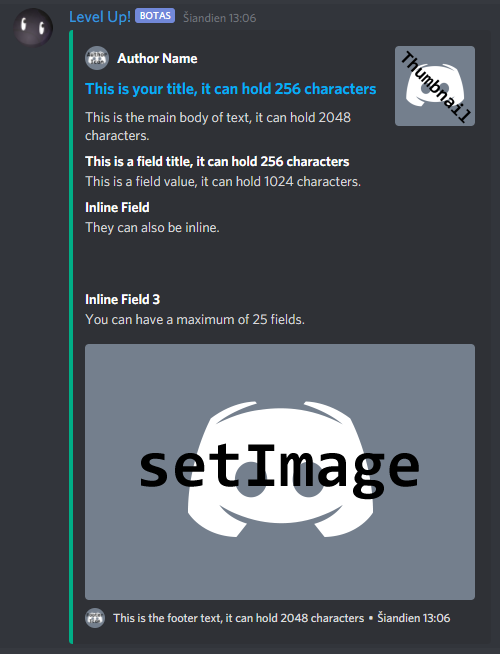 Level Up! BOTAS Šiandien 13:06
Author Name
Thumbnail
This is your title, it can hold 256 characters
This is the main body of text, it can hold 2048
characters.
This is a field title, it can hold 256 characters
This is a field value, it can hold 1024 characters.
Inline Field
They can also be inline.
Inline Field 3
You can have a maximum of 25 fields.
setImage
This is the footer text, it can hold 2048 characters • Šiandien 13:06